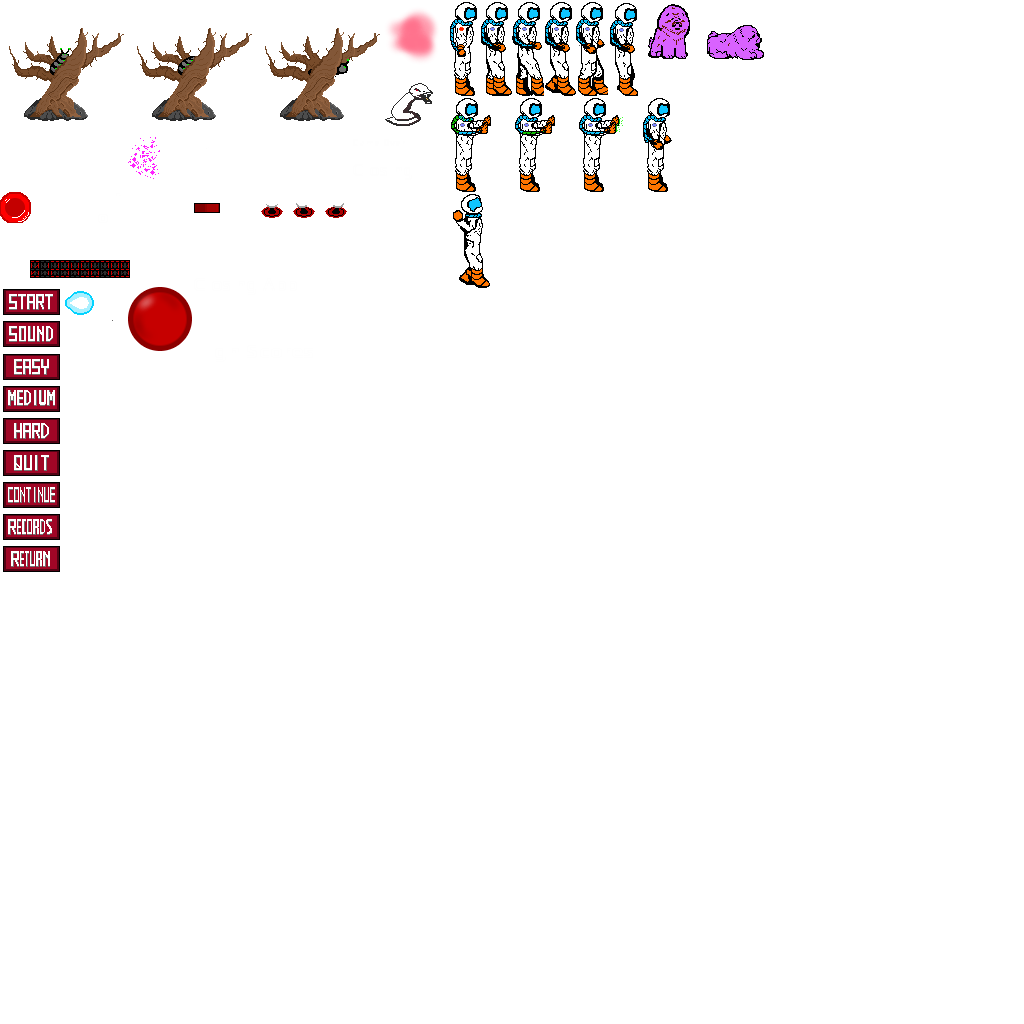 START
SOUND
EASY
MEDIUM
HARD
QUIT
CONTINUE
RECORDS
RETURN